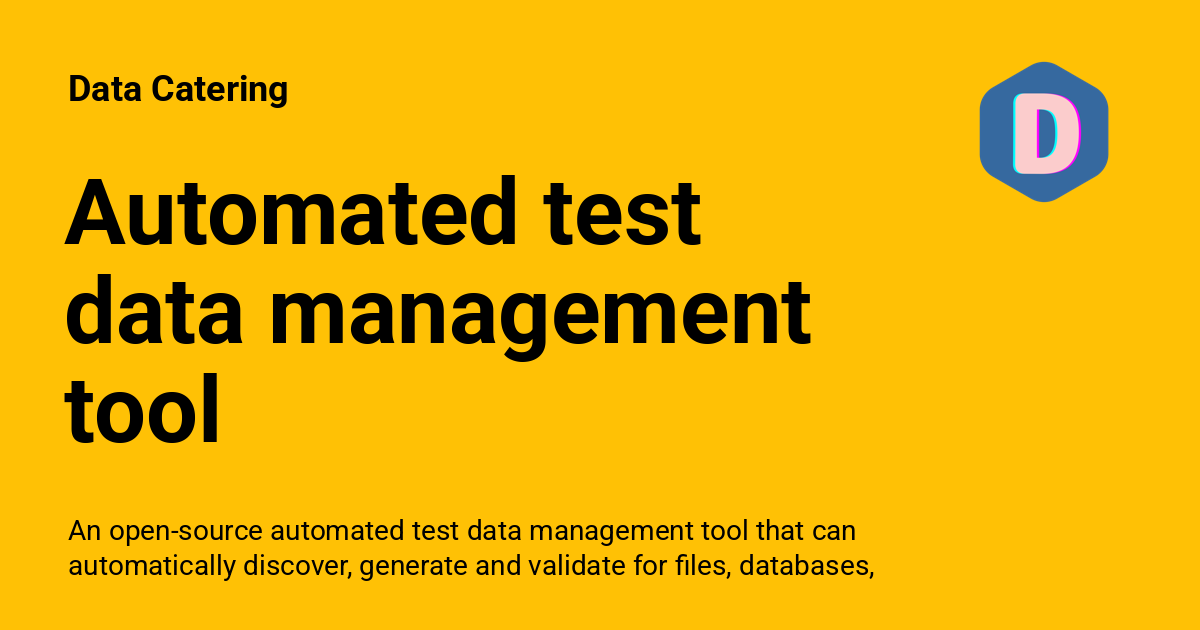 Data Catering
D
Automated test
data management
tool
An open-source automated test data management tool that can
automatically discover, generate and validate for files, databases,